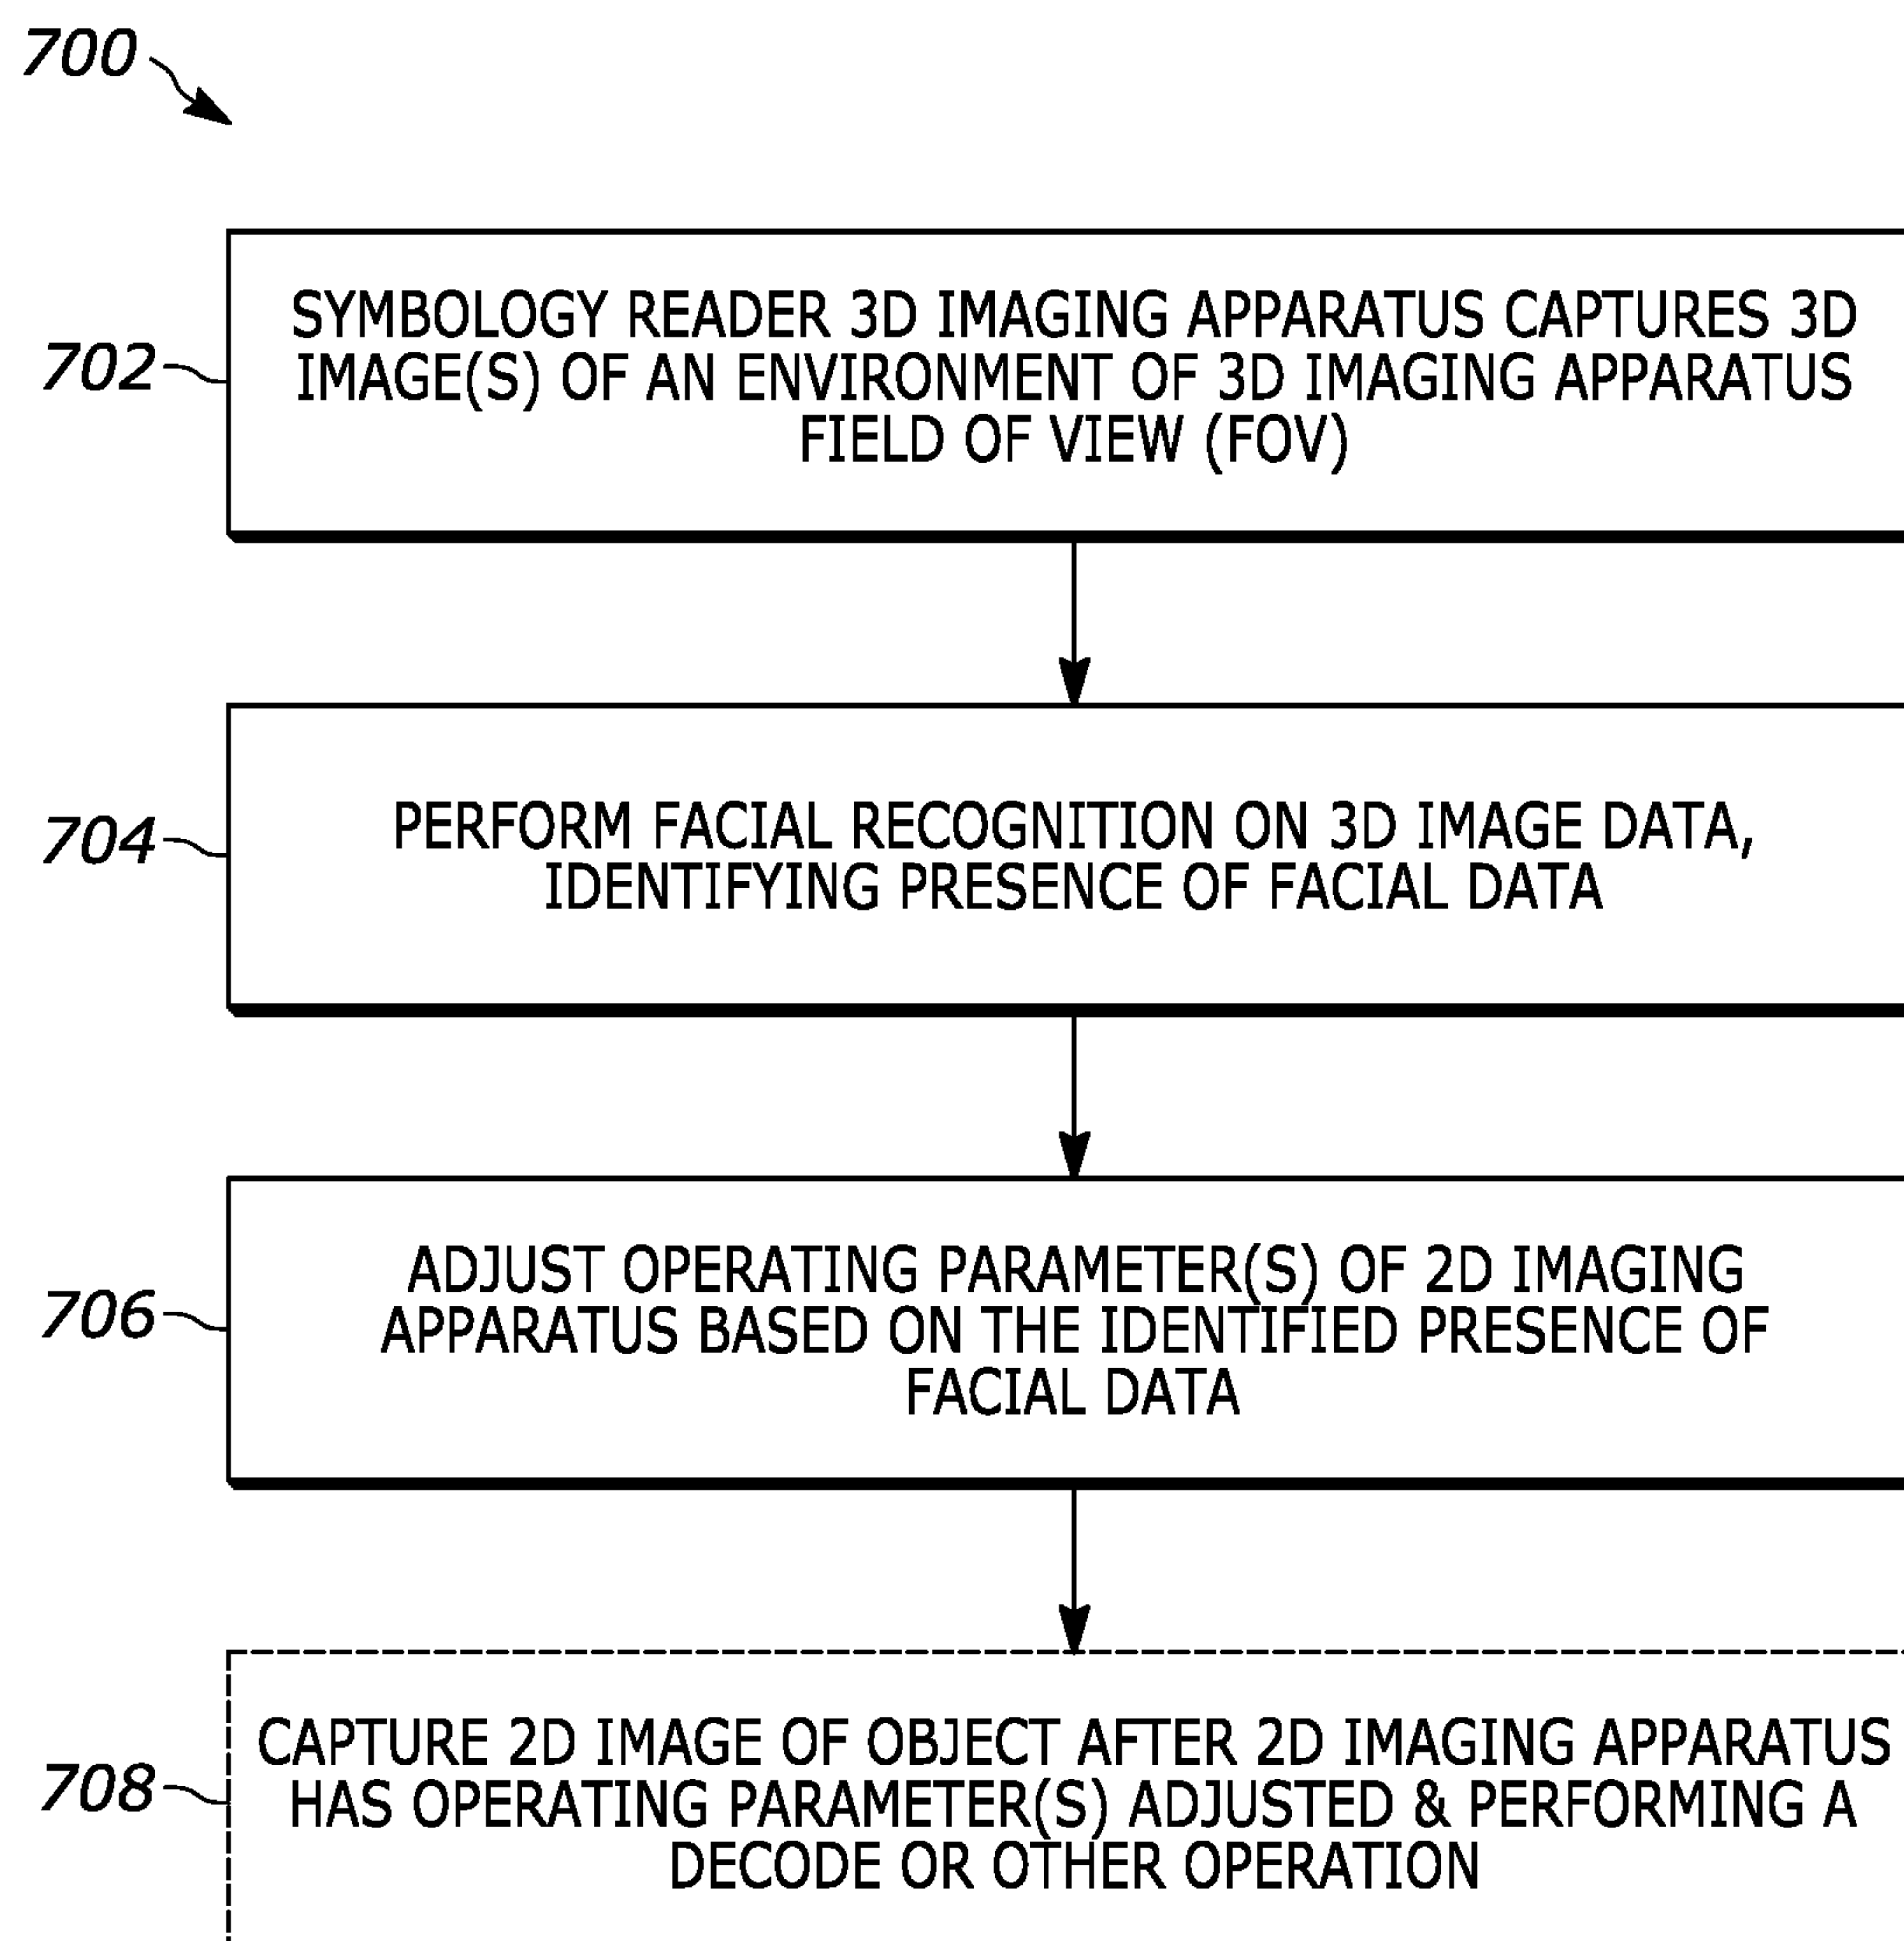 700
702
SYMBOLOGY READER 3D IMAGING APPARATUS CAPTURES 3D
IMAGE(S) OF AN ENVIRONMENT OF 3D IMAGING APPARATUS
FIELD OF VIEW (FOV)
704
PERFORM FACIAL RECOGNITION ON 3D IMAGE DATA,
IDENTIFYING PRESENCE OF FACIAL DATA
706
ADJUST OPERATING PARAMETER(S) OF 2D IMAGING
APPARATUS BASED ON THE IDENTIFIED PRESENCE OF
FACIAL DATA
708
CAPTURE 2D IMAGE OF OBJECT AFTER 2D IMAGING APPARATUS
HAS OPERATING PARAMETER(S) ADJUSTED & PERFORMING A
DECODE OR OTHER OPERATION